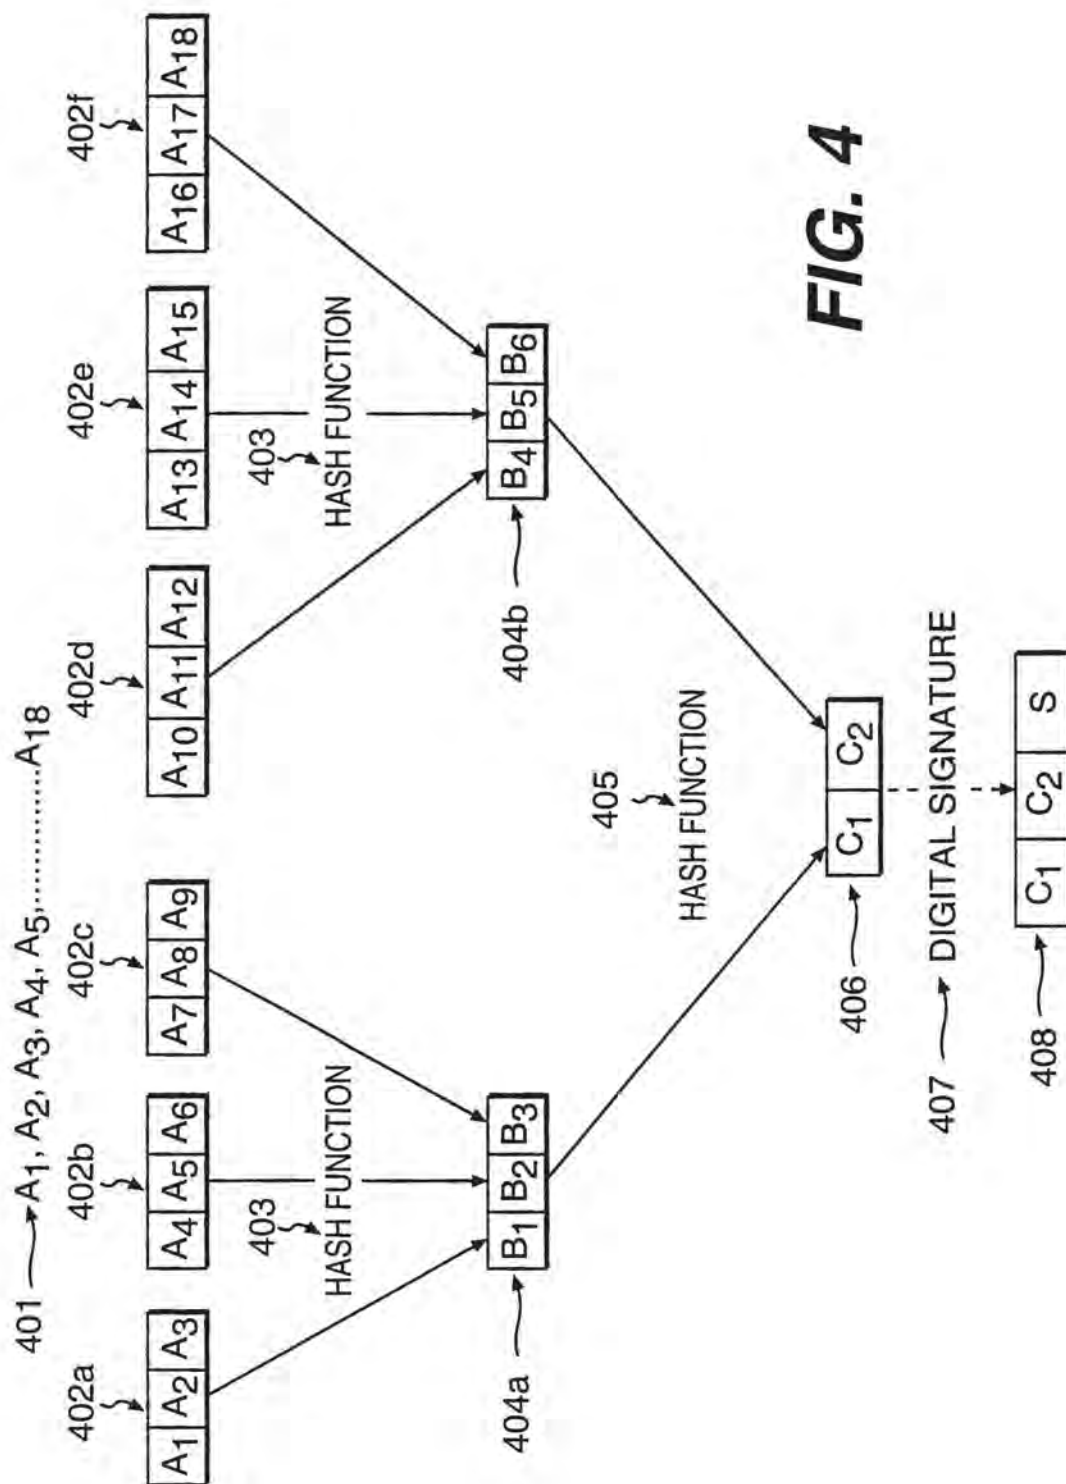 401 A1, A2, A3, A4, A5,............A18
402a 402b 402c 402d 402e 402f
A1 A2 A3 A4 A5 A6 A7 A8 A9 A10 A11 A12 A13 A14 A15 A16 A17 A18
403 403
HASH FUNCTION HASH FUNCTION
B1 B2 B3 B4 B5 B6
404a 404b
405
HASH FUNCTION
C1 C2
406
407 DIGITAL SIGNATURE
C1 C2 S
408
FIG. 4